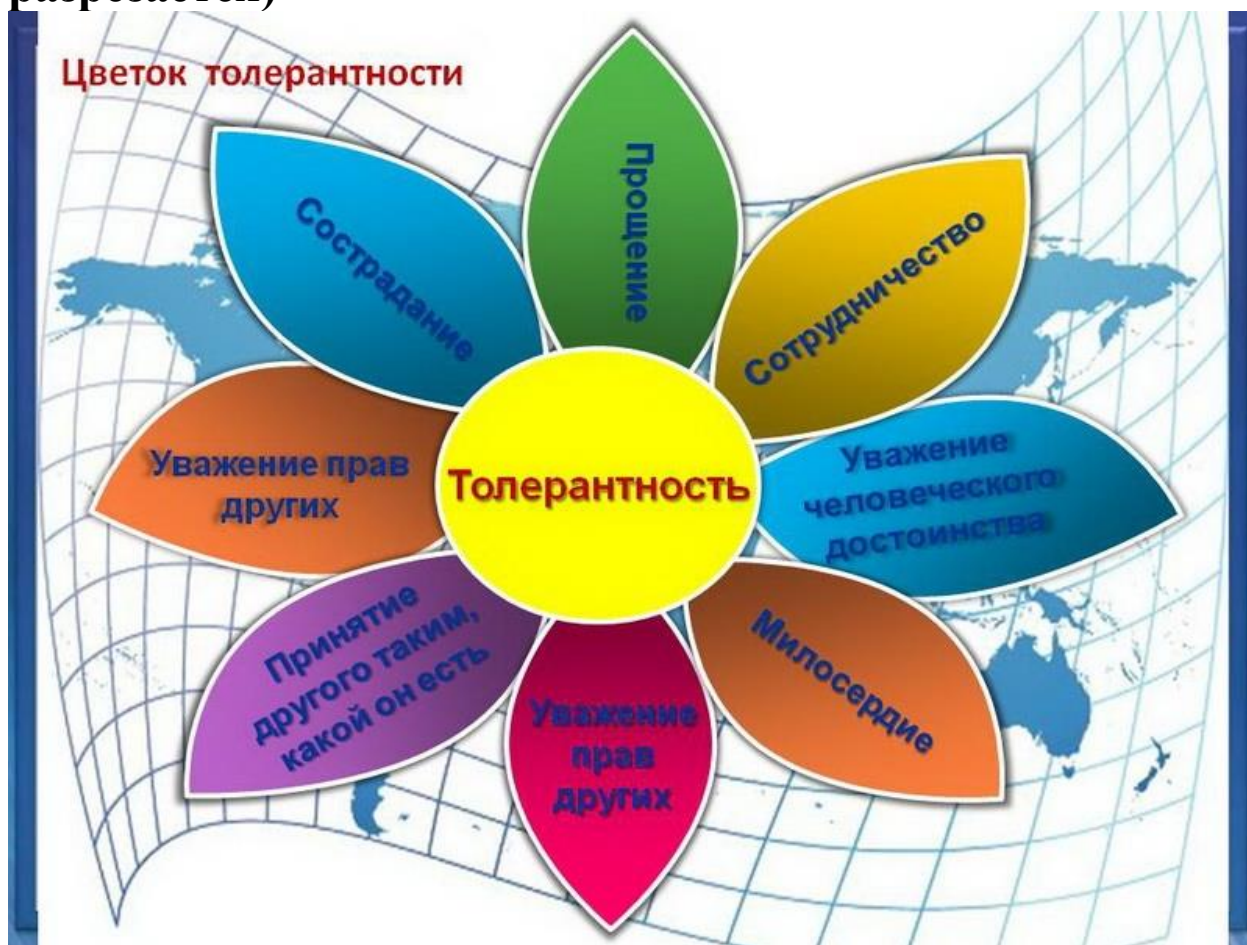 разрезается)
Цветок толерантности
Прощение
Сотрудничество
Уважение
человеческого
достоинства
Милосердие
Уважение
прав
других
Принятие
другого таким,
какой он есть
Уважение прав
других
Сострадание
Толерантность